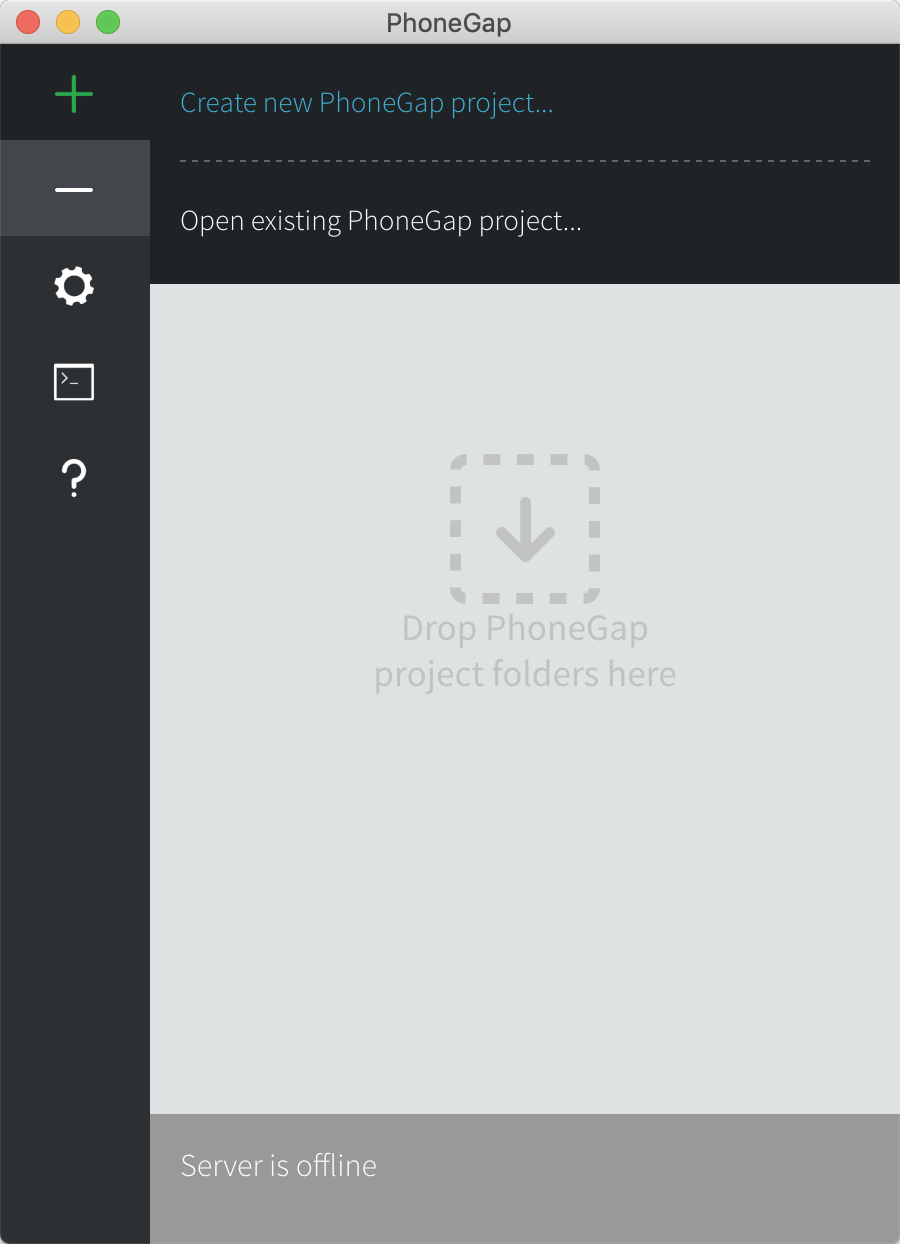 PhoneGap
Create new PhoneGap project...
Open existing PhoneGap project...
Drop PhoneGap
project folders here
Server is offline